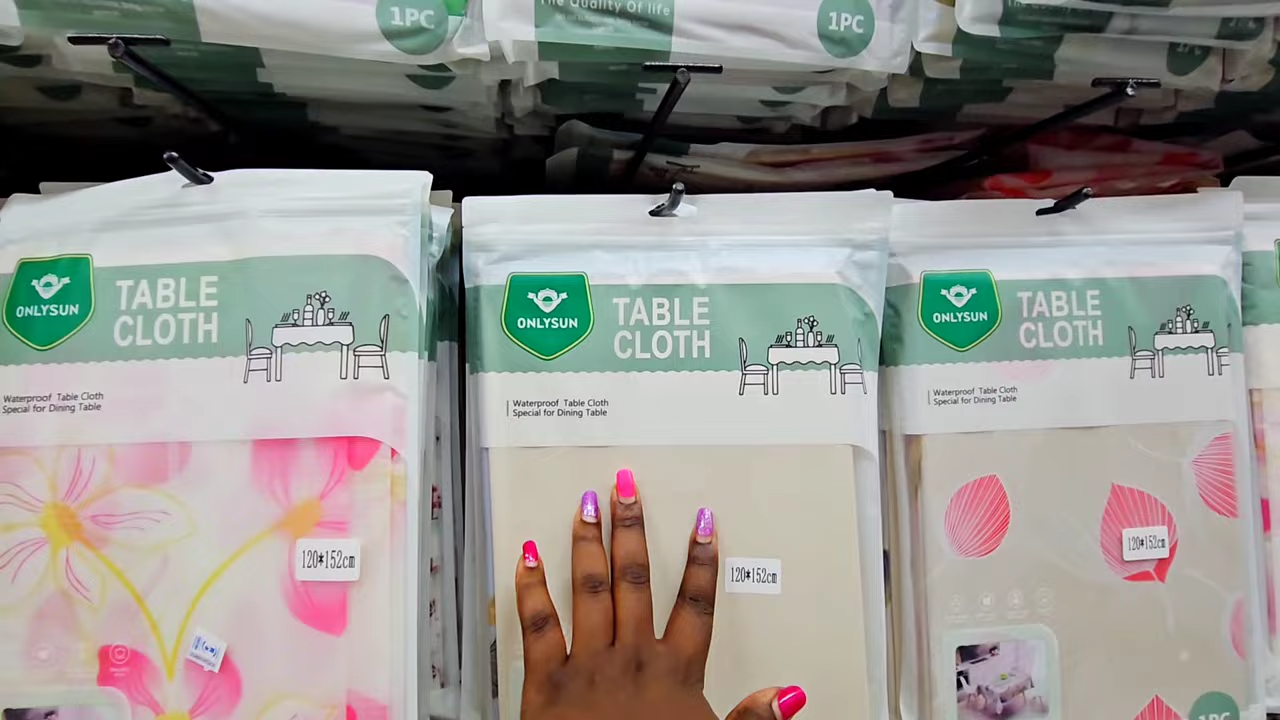 1PC
The Quality Of life
1PC
1PC
ONLYSUN
TABLE
CLOTH
Waterproof Table Cloth
Special for Dining Table
120*152cm
ONLYSUN
TABLE
CLOTH
Waterproof Table Cloth
Special for Dining Table
120*152cm
ONLYSUN
TABLE
CLOTH
Waterproof Table Cloth
Special for Dining Table
120*152cm
1PC